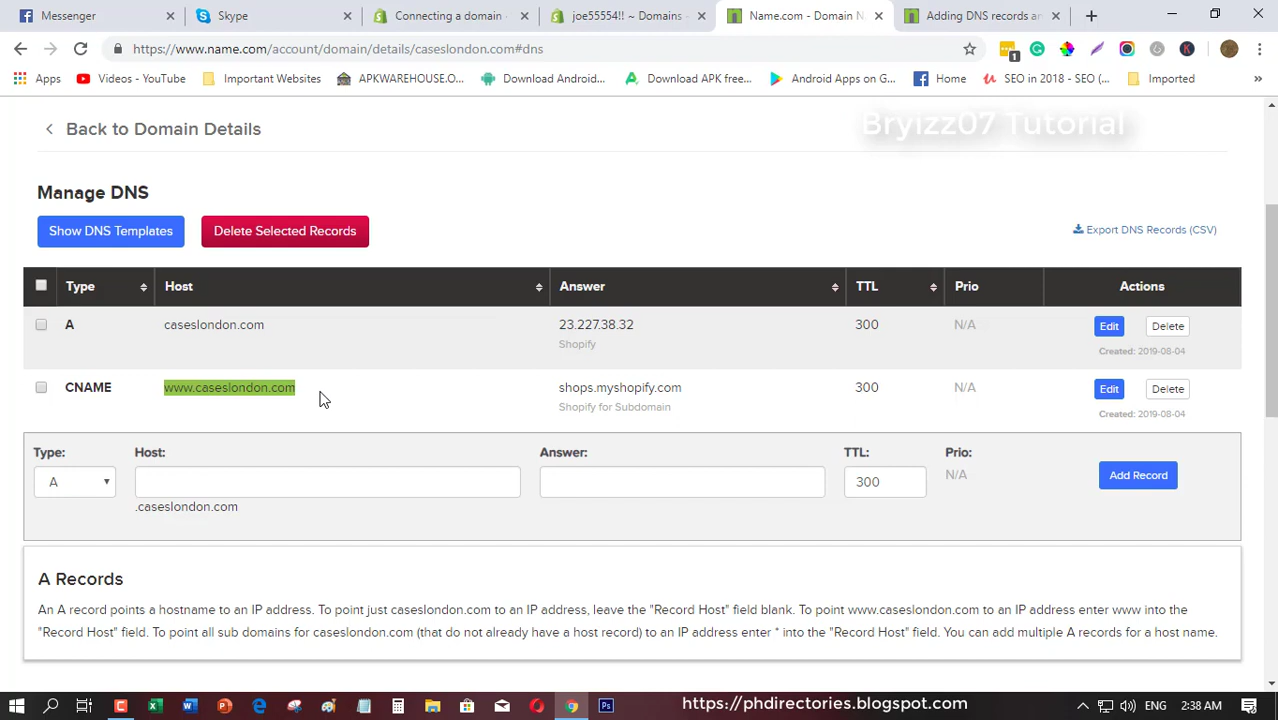 Messenger
Skype
Connecting a domain
joe55554!! ~ Domains
Name.com - Domain N
Adding DNS records a
https://www.name.com/account/domain/details/caseslondon.com#dns
1
Apps
Videos - YouTube
Important Websites
APKWAREHOUSE.C...
Download Android...
Download APK free...
Android Apps on G...
Home
SEO in 2018 - SEO (...
Imported
Back to Domain Details
Bryizz07 Tutorial
Manage DNS
Show DNS Templates
Delete Selected Records
Export DNS Records (CSV)
Type Host Answer TTL Prio Actions
A caseslondon.com 23.227.38.32 300 N/A Edit Delete
Shopify Created: 2019-08-04
CNAME www.caseslondon.com shops.myshopify.com 300 N/A Edit Delete
Shopify for Subdomain Created: 2019-08-04
Type: Host: Answer: TTL: Prio:
A 300 N/A Add Record
.caseslondon.com
A Records
An A record points a hostname to an IP address. To point just caseslondon.com to an IP address, leave the "Record Host" field blank. To point www.caseslondon.com to an IP address enter www into the
"Record Host" field. To point all sub domains for caseslondon.com (that do not already have a host record) to an IP address enter * into the "Record Host" field. You can add multiple A records for a host name.
https://phdirectories.blogspot.com
ENG
2:38 AM